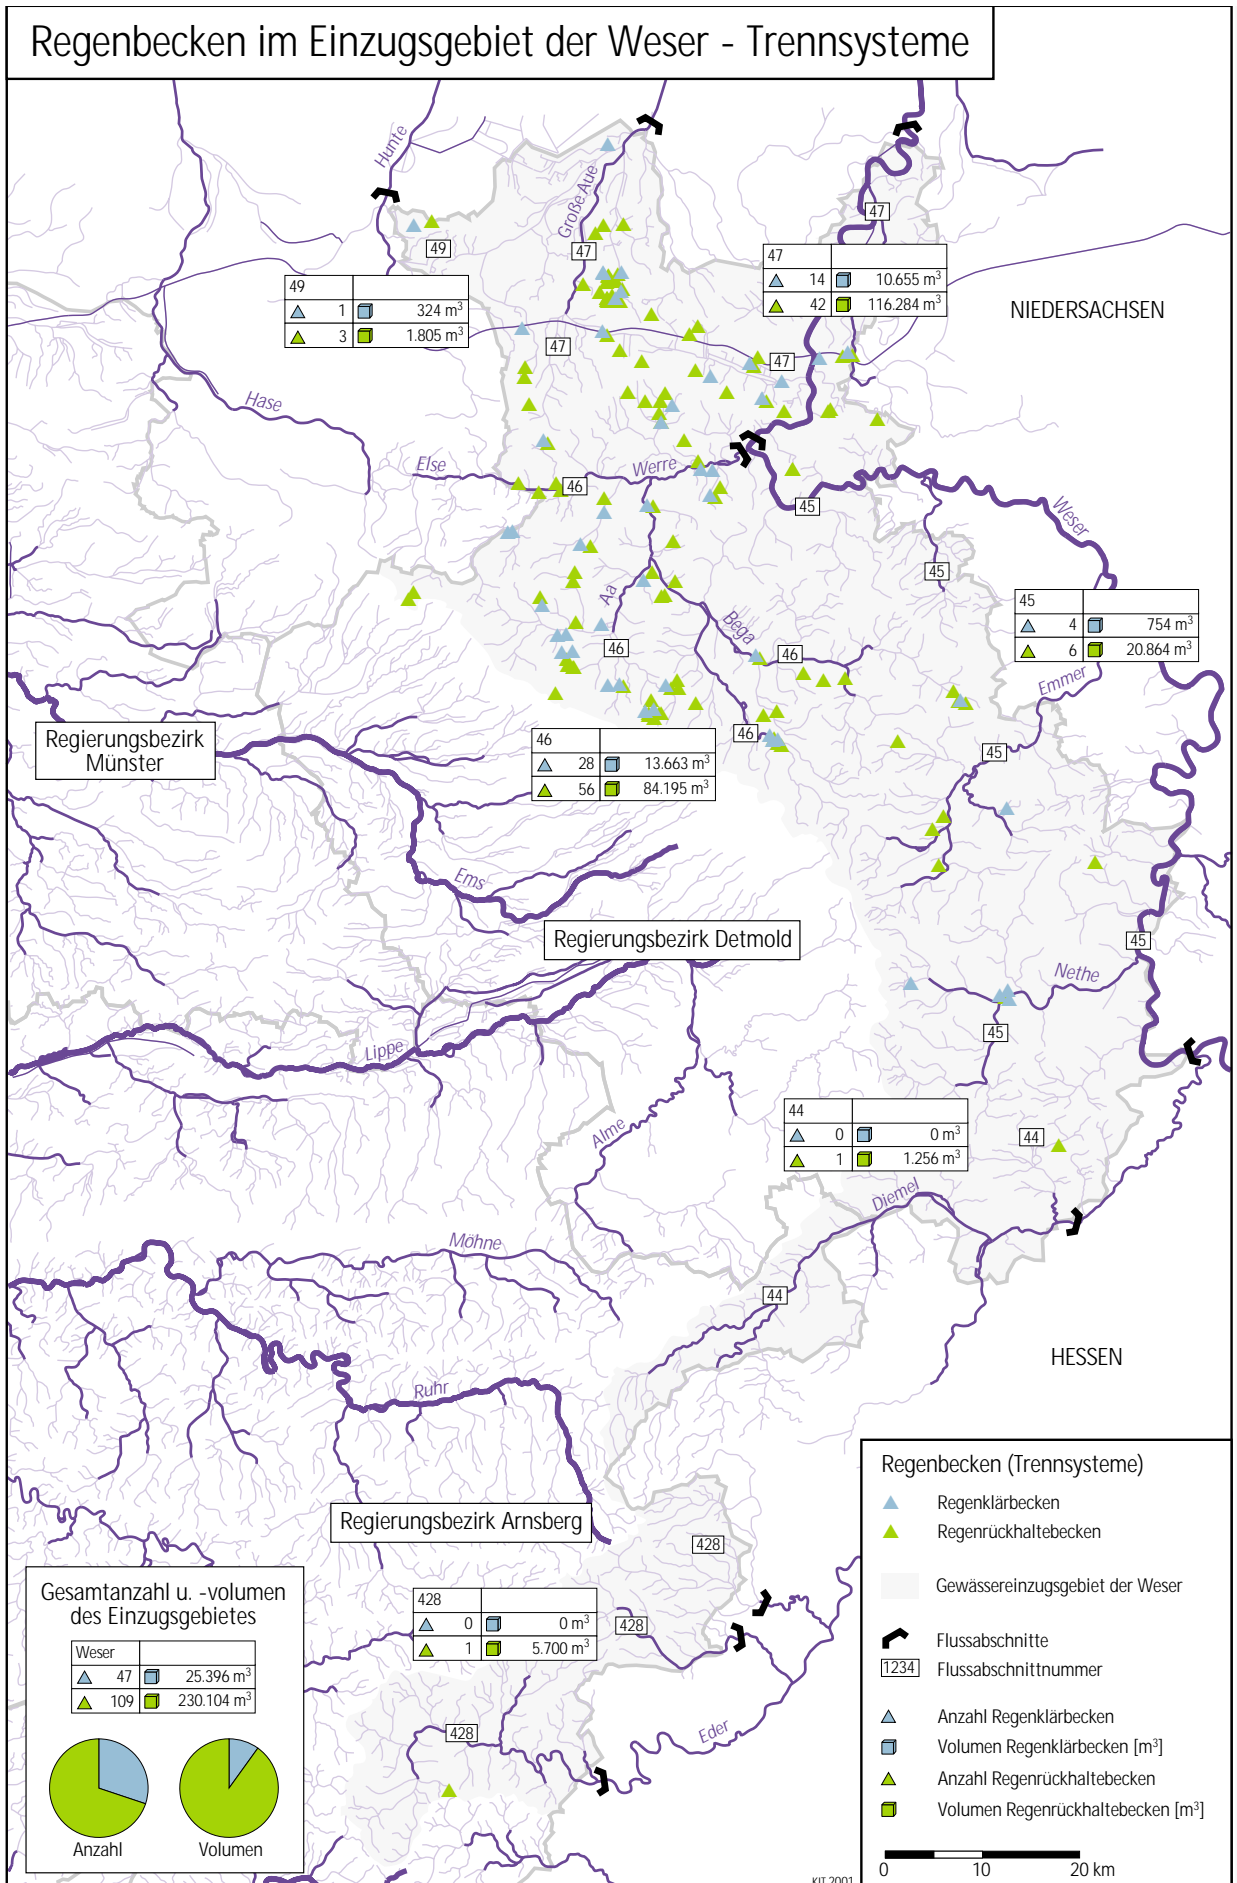 Regenbecken im Einzugsgebiet der Weser - Trennsysteme
Hunte
Große Aue
47
49
47
47
14 10.655 m³
42 116.284 m³
NIEDERSACHSEN
49
1 324 m³
3 1.805 m³
47
47
Hase
Else
Werre
46
45
Weser
45
Aa
Bega
46
46
45
4 754 m³
6 20.864 m³
Emmer
Regierungsbezirk
Münster
46
45
46
28 13.663 m³
56 84.195 m³
Ems
Regierungsbezirk Detmold
45
Nethe
45
Lippe
Alme
44
0 0 m³
1 1.256 m³
44
Diemel
Möhne
44
HESSEN
Ruhr
Regierungsbezirk Arnsberg
428
428
0 0 m³
1 5.700 m³
428
428
Eder
Gesamtanzahl u. -volumen
des Einzugsgebietes
Weser
47 25.396 m³
109 230.104 m³
Anzahl Volumen
Regenbecken (Trennsysteme)
Regenklärbecken
Regenrückhaltebecken
Gewässereinzugsgebiet der Weser
Flussabschnitte
1234 Flussabschnittnummer
Anzahl Regenklärbecken
Volumen Regenklärbecken [m³]
Anzahl Regenrückhaltebecken
Volumen Regenrückhaltebecken [m³]
0 10 20 km
KIT 2001